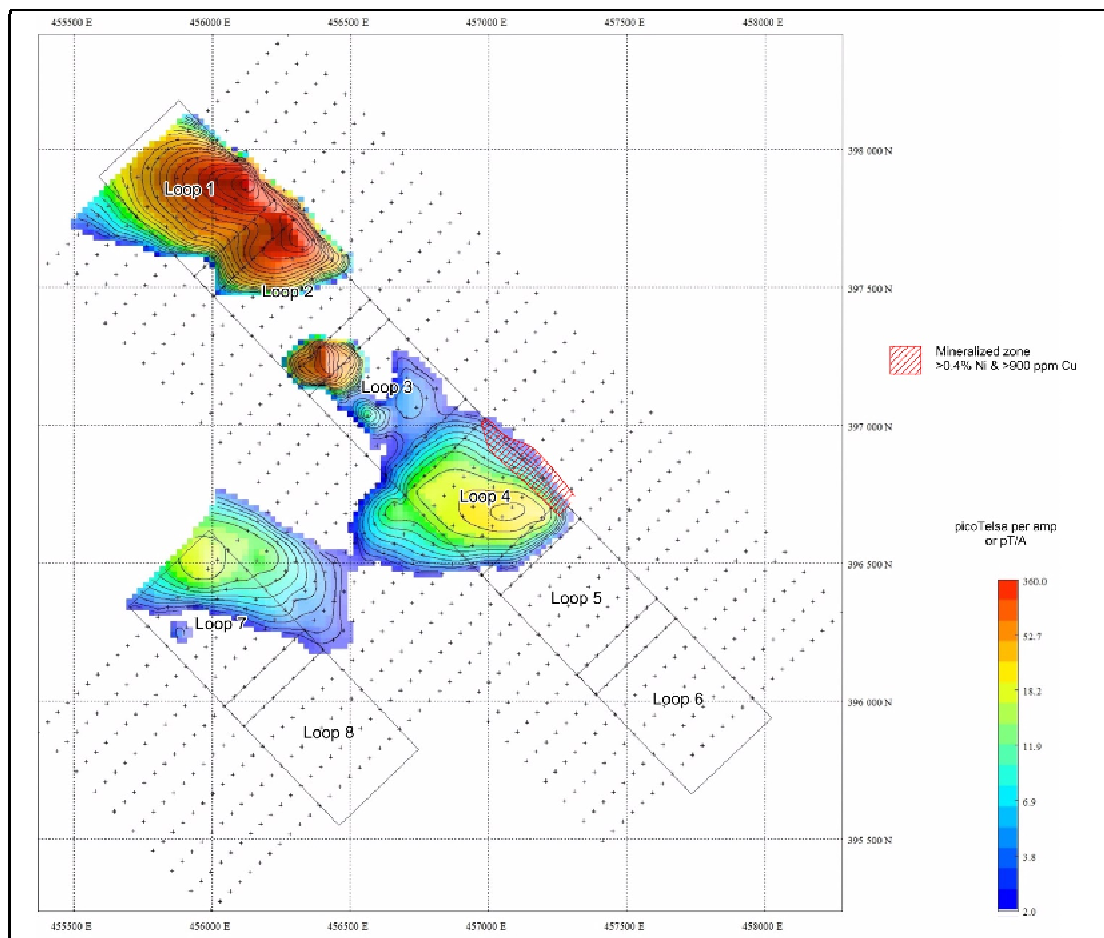 455500 E 456000 E 456500 E 457000 E 457500 E 458000 E
398 000 N
Loop 1
397 500 N
Loop 2
Mineralized zone
>0.4% Ni & >900 ppm Cu
Loop 3
397 000 N
Loop 4
picoTelsa per amp
or pT/A
396 500 N
360.0
Loop 5
Loop 7
52.7
Loop 6
396 000 N
18.2
Loop 8
11.9
6.9
395 500 N
3.8
2.0
455500 E 456000 E 456500 E 457000 E 457500 E 458000 E